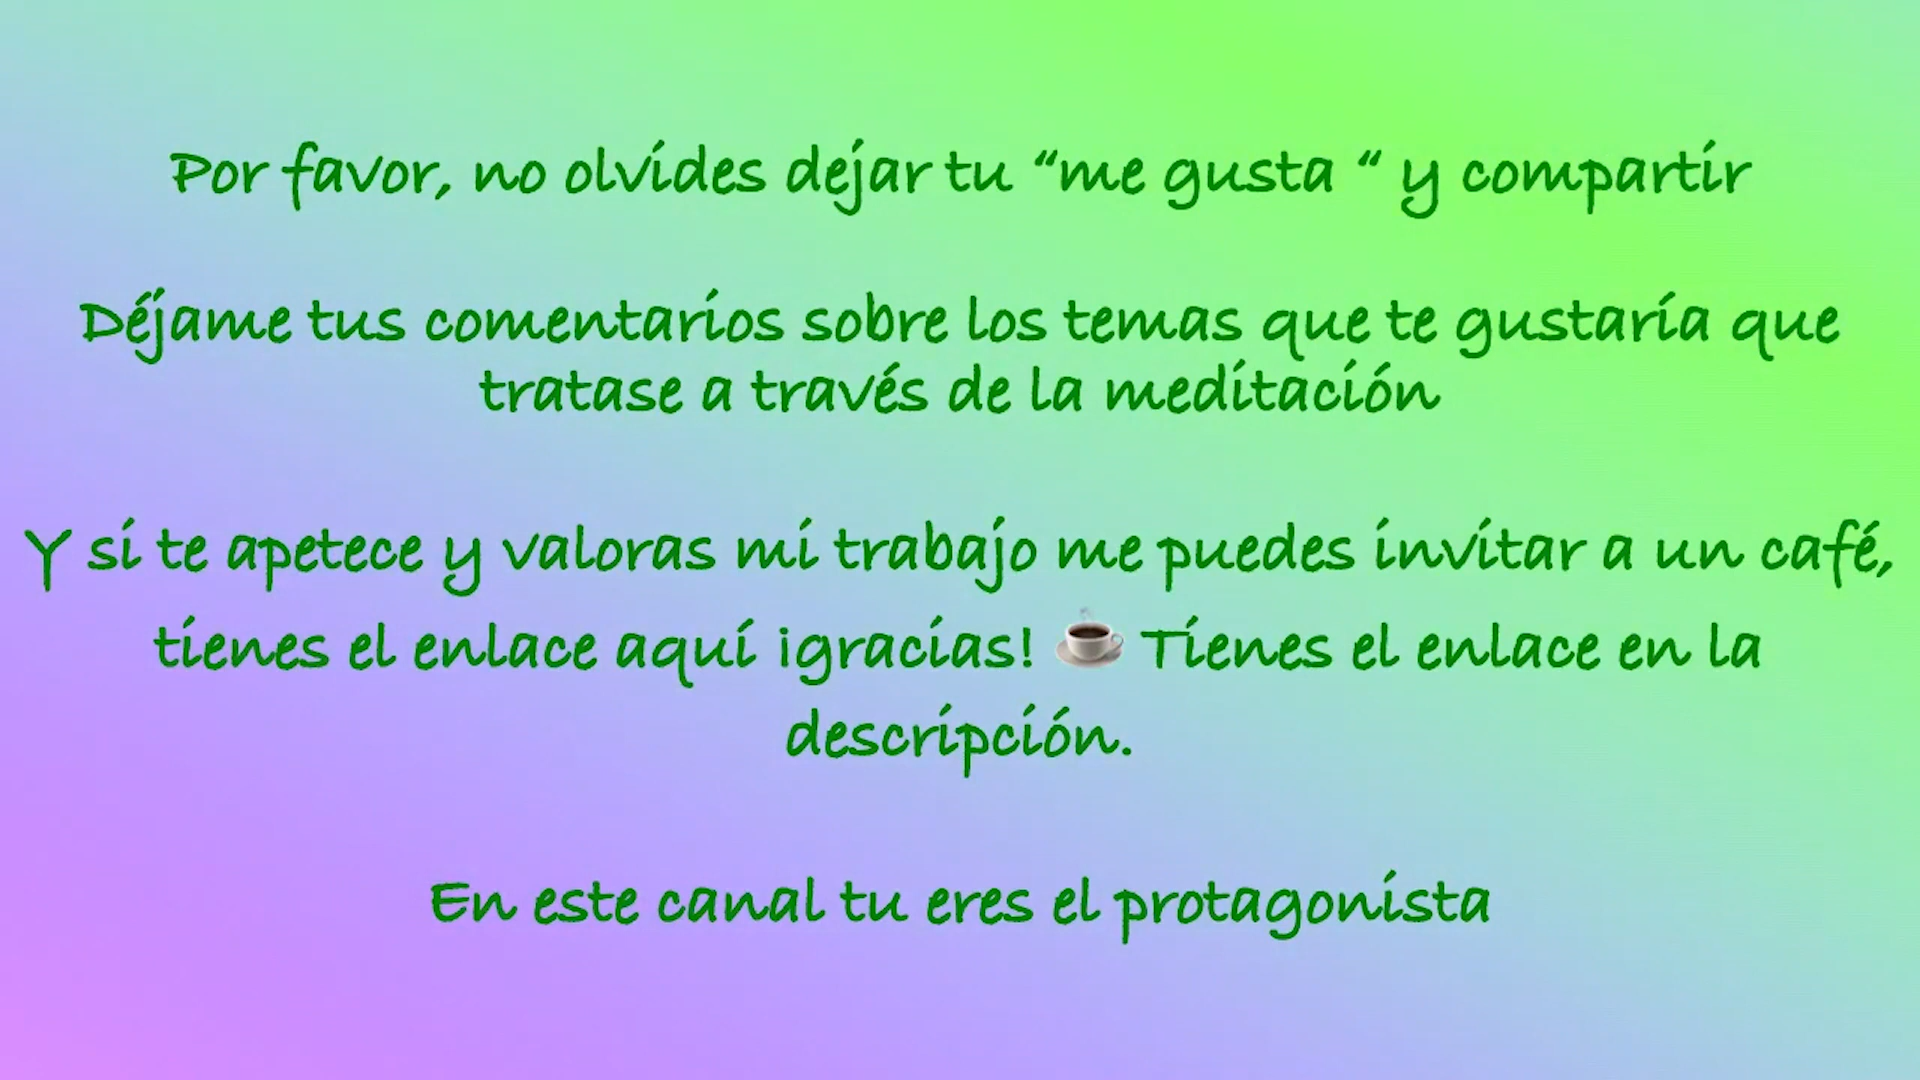 Por favor, no olvides dejar tu “me gusta “ y compartir
Déjame tus comentarios sobre los temas que te gustaría que
tratase a través de la meditación
Y si te apetece y valoras mi trabajo me puedes invitar a un café,
tienes el enlace aquí ¡gracias! ☕ Tienes el enlace en la
descripción.
En este canal tu eres el protagonista